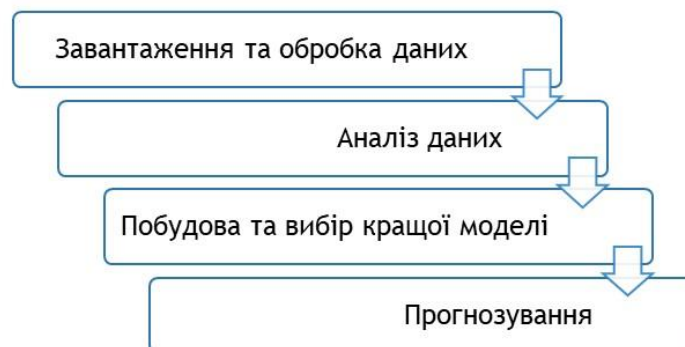 Завантаження та обробка даних
Аналіз даних
Побудова та вибір кращої моделі
Прогнозування